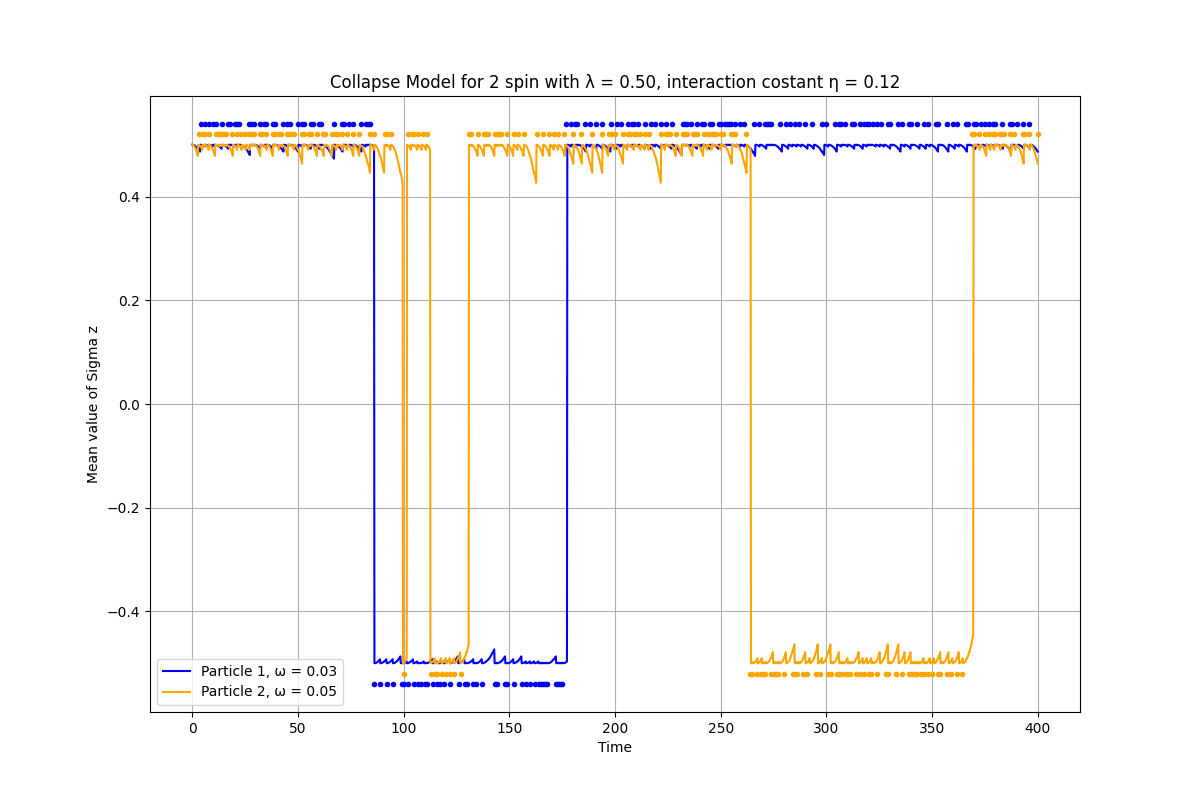 Collapse Model for 2 spin with λ = 0.50, interaction costant η = 0.12
Mean value of Sigma z
0.4
0.2
0.0
−0.2
−0.4
Particle 1, ω = 0.03
Particle 2, ω = 0.05
0 50 100 150 200 250 300 350 400
Time